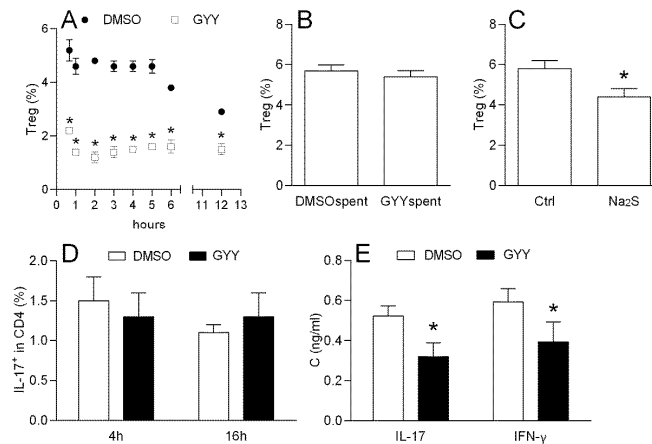 A
DMSO
GYY
Treg (%)
6
4
2
0
* * * * * * * *
0 1 2 3 4 5 6 11 12 13
hours
B
Treg (%)
8
6
4
2
0
DMSOspent GYYspent
C
Treg (%)
8
6
4
2
0
*
Ctrl Na2S
D
DMSO GYY
IL-17+ in CD4 (%)
2.0
1.5
1.0
0.5
0.0
4h 16h
E
DMSO GYY
C (ng/ml)
0.8
0.6
0.4
0.2
0.0
* *
IL-17 IFN-γ